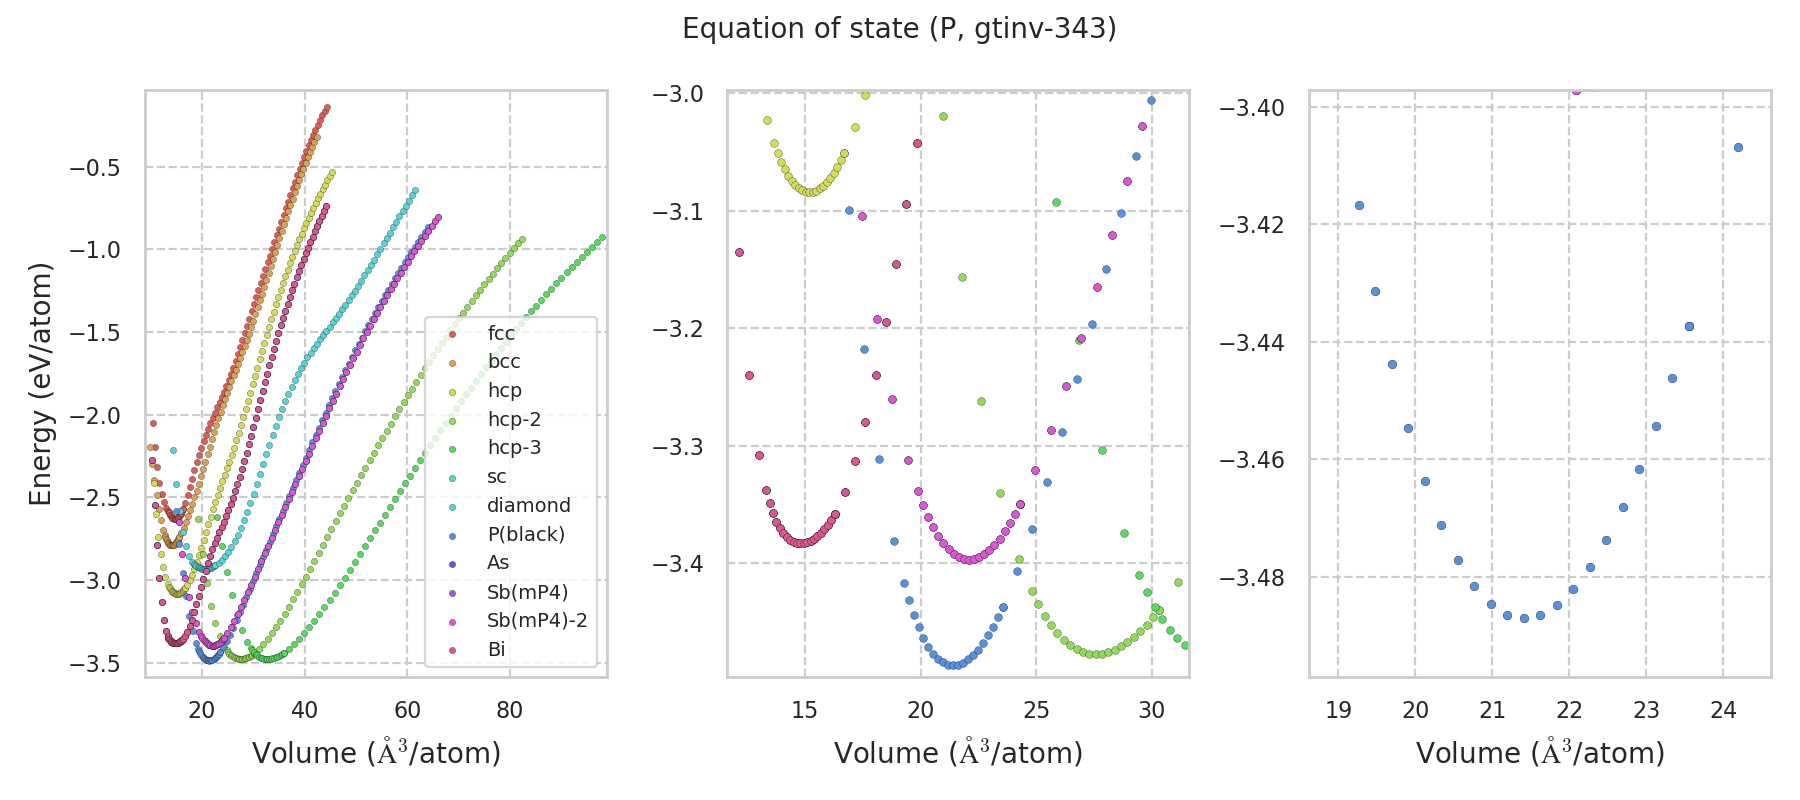 Equation of state (P, gtinv-343)
Energy (eV/atom)
−0.5
−1.0
−1.5
−2.0
−2.5
−3.0
−3.5
20
40
60
80
Volume (Å³/atom)
fcc
bcc
hcp
hcp-2
hcp-3
sc
diamond
P(black)
As
Sb(mP4)
Sb(mP4)-2
Bi
−3.0
−3.1
−3.2
−3.3
−3.4
15
20
25
30
Volume (Å³/atom)
−3.40
−3.42
−3.44
−3.46
−3.48
19
20
21
22
23
24
Volume (Å³/atom)